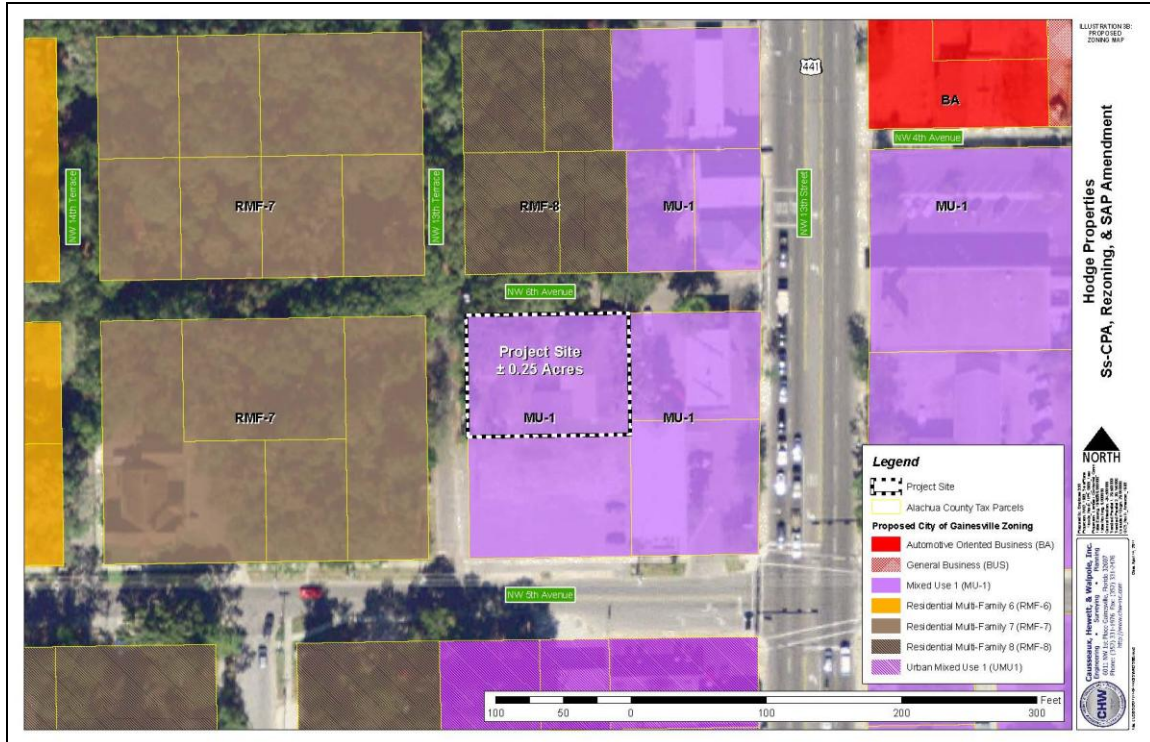 ILLUSTRATION 3B:
PROPOSED
ZONING MAP
441
BA
NW 4th Avenue
NW 14th Terrace
RMF-7
NW 13th Terrace
RMF-8
MU-1
NW 13th Street
MU-1
Hodge Properties
Ss-CPA, Rezoning, & SAP Amendment
NW 6th Avenue
Project Site
± 0.25 Acres
RMF-7
MU-1
MU-1
NORTH
Legend
Project Site
Alachua County Tax Parcels
Proposed City of Gainesville Zoning
Automotive Oriented Business (BA)
General Business (BUS)
Mixed Use 1 (MU-1)
Residential Multi-Family 6 (RMF-6)
Residential Multi-Family 7 (RMF-7)
Residential Multi-Family 8 (RMF-8)
Urban Mixed Use 1 (UMU1)
NW 5th Avenue
Causseaux, Hewett, & Walpole, Inc.
Engineering • Surveying • Planning
CHW
100 50 0 100 200 300
Feet